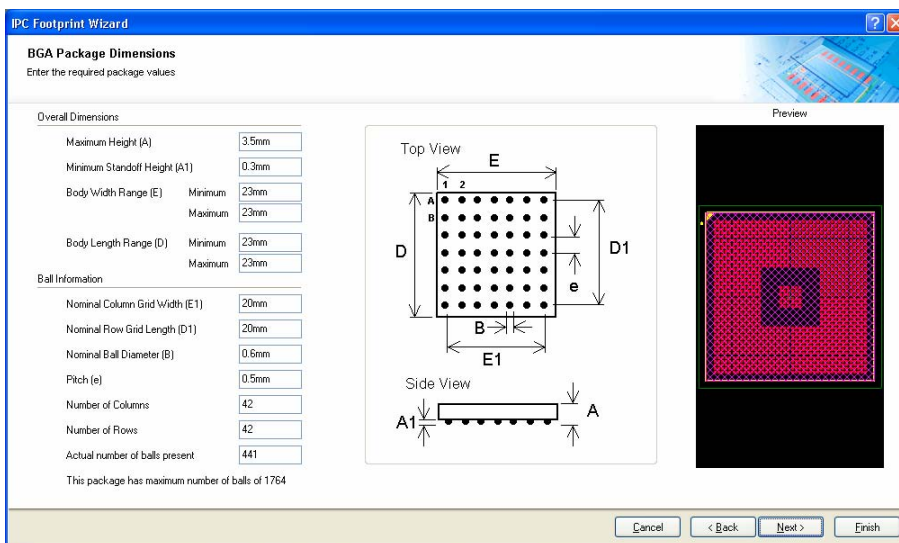 IPC Footprint Wizard
BGA Package Dimensions
Enter the required package values
Overall Dimensions
Maximum Height (A) 3.5mm
Minimum Standoff Height (A1) 0.3mm
Body Width Range (E) Minimum 23mm
Maximum 23mm
Body Length Range (D) Minimum 23mm
Maximum 23mm
Ball Information
Nominal Column Grid Width (E1) 20mm
Nominal Row Grid Length (D1) 20mm
Nominal Ball Diameter (B) 0.6mm
Pitch (e) 0.5mm
Number of Columns 42
Number of Rows 42
Actual number of balls present 441
This package has maximum number of balls of 1764
Top View
E
1 2
A
B
D
D1
e
B
E1
Side View
A1
A
Preview
Cancel
< Back
Next >
Finish